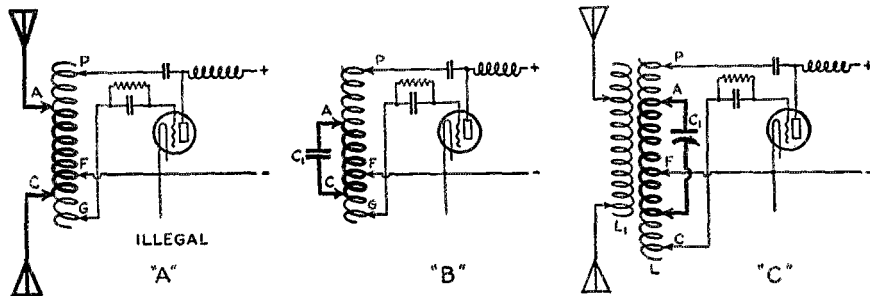 P
A
F
C
G
+
-
ILLEGAL
"A"
P
A
C₁
F
C
G
+
-
"B"
P
A
C₁
F
L₁
C
L
+
-
"C"